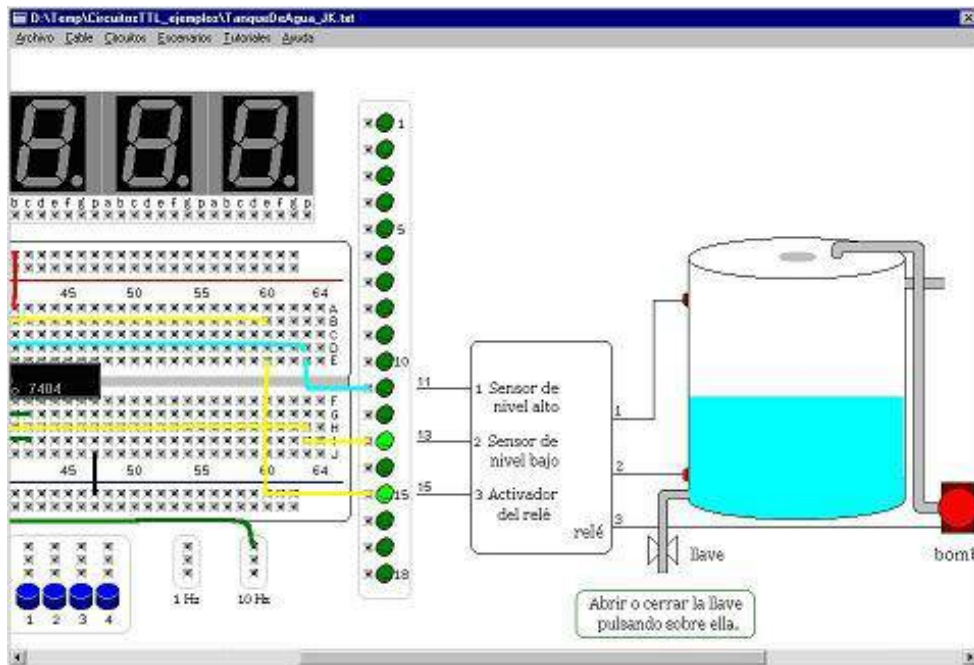 D:\Temp\CircuitosTTL_ejemplos\TanqueDeAgua_JK.txt
Archivo Cable Circuitos Escenarios Tutoriales Ayuda
1
b c d e f g p a b c d e f g p a b c d e f g p
5
45 50 55 60 64
A
B
C
D
E
10
7404
11
1 Sensor de
nivel alto
1
F
G
H
I
J
13
2 Sensor de
nivel bajo
45 50 55 60 64
2
15
15
3 Activador
del relé
relé
3
llave
bomb
18
1 Hz
10 Hz
1 2 3 4
Abrir o cerrar la llave
pulsando sobre ella.